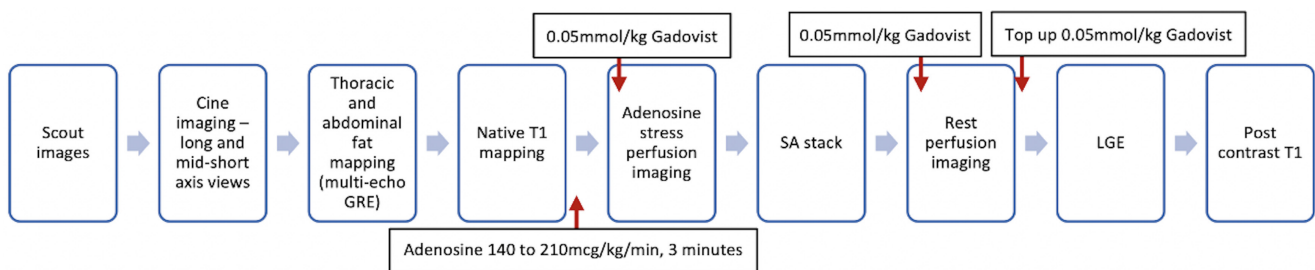 0.05mmol/kg Gadovist
0.05mmol/kg Gadovist
Top up 0.05mmol/kg Gadovist
Scout
images
Cine
imaging –
long and
mid-short
axis views
Thoracic
and
abdominal
fat
mapping
(multi-echo
GRE)
Native T1
mapping
Adenosine
stress
perfusion
imaging
SA stack
Rest
perfusion
imaging
LGE
Post
contrast T1
Adenosine 140 to 210mcg/kg/min, 3 minutes